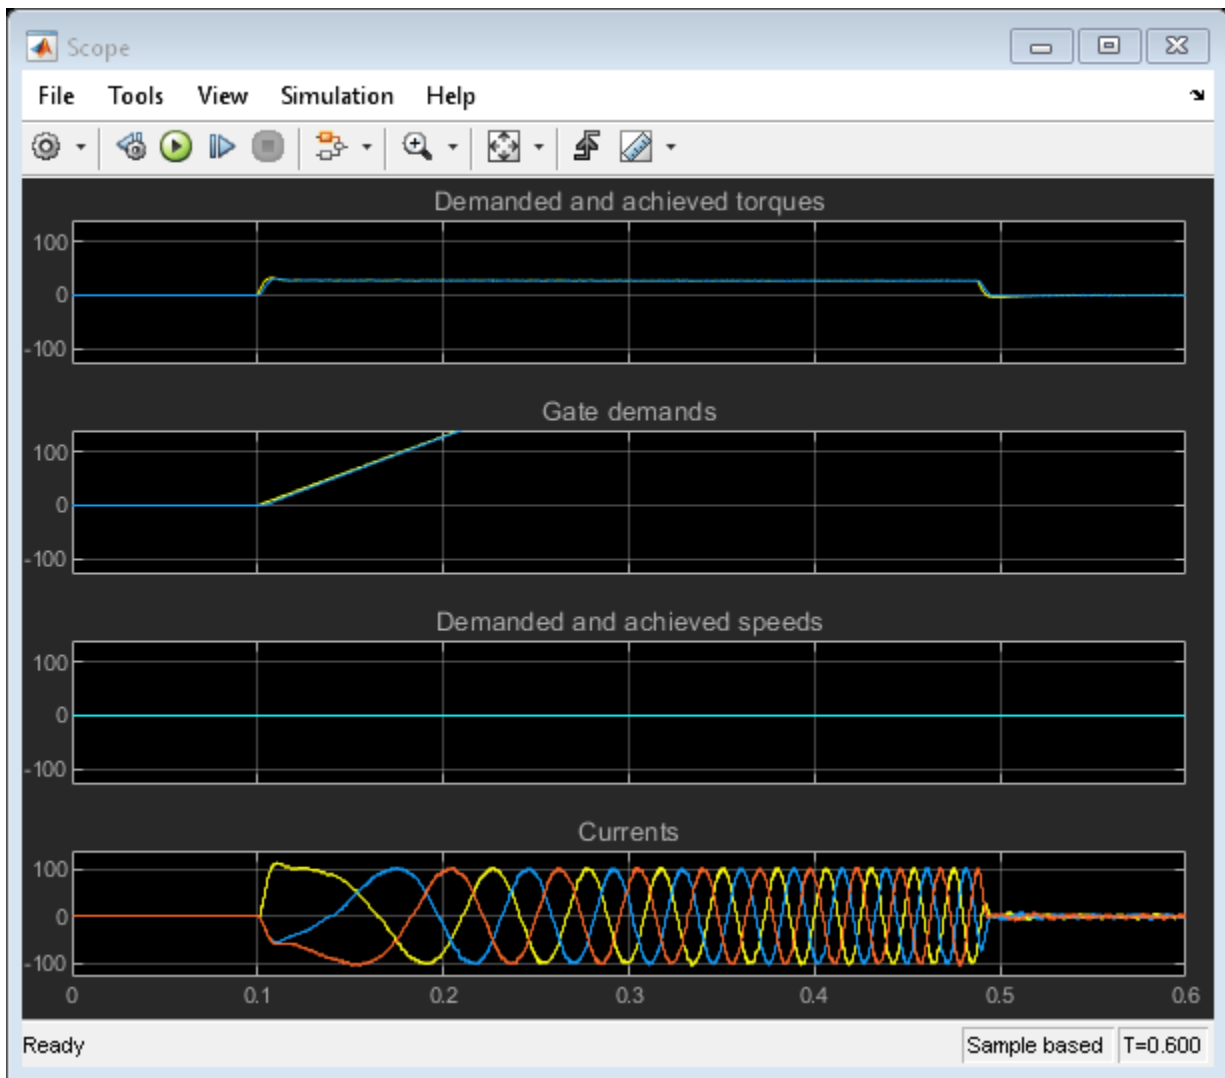 Scope
File Tools View Simulation Help
Demanded and achieved torques
100
0
-100
Gate demands
100
0
-100
Demanded and achieved speeds
100
0
-100
Currents
100
0
-100
0 0.1 0.2 0.3 0.4 0.5 0.6
Ready Sample based T=0.600